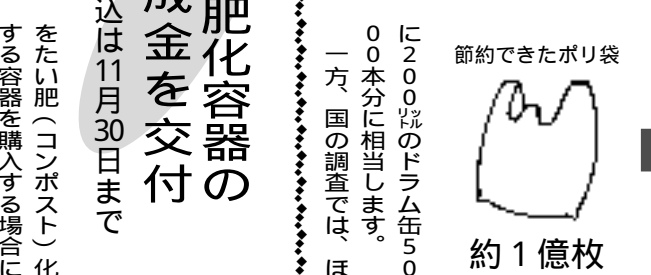 節約できたポリ袋
約1億枚
に200㍑のドラム缶50
00本分に相当します。
一方、国の調査では、ほ
肥化容器の
成金を交付
込は11月30日まで
をたい肥（コンポスト）化
する容器を購入する場合に